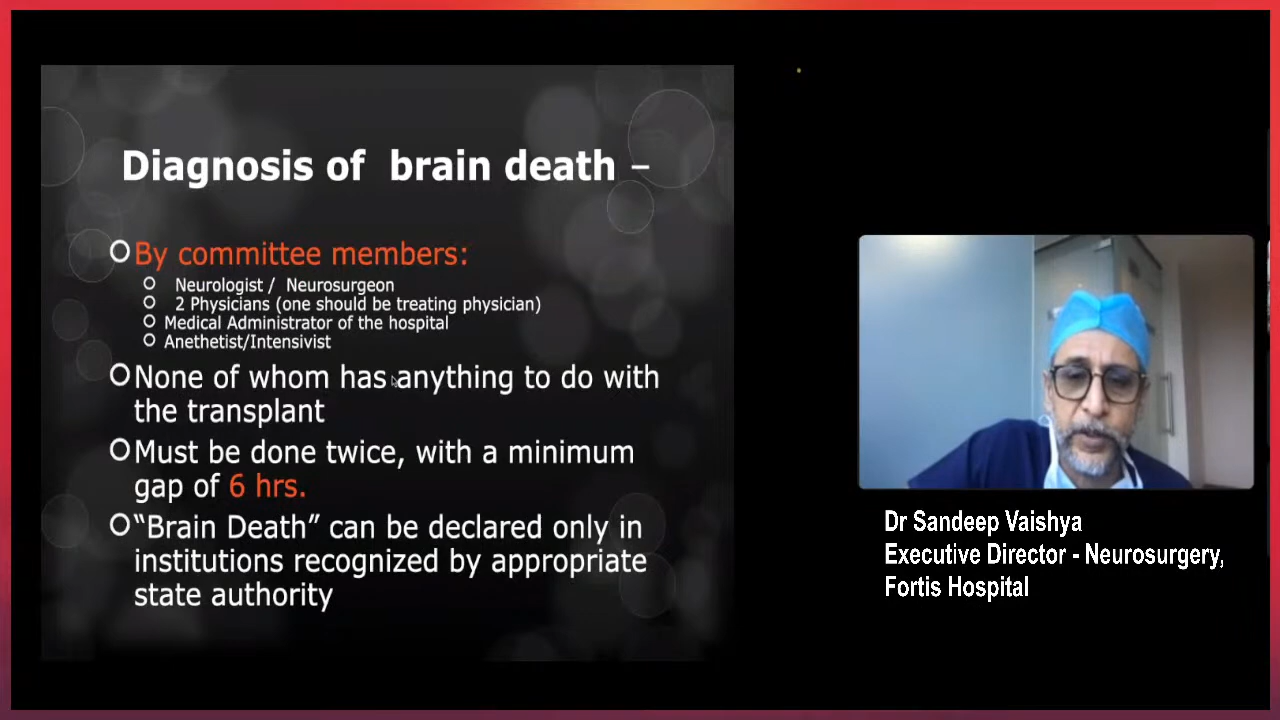 Diagnosis of  brain death –
By committee members:
Neurologist /  Neurosurgeon
2 Physicians (one should be treating physician)
Medical Administrator of the hospital
Anethetist/Intensivist
None of whom has anything to do with
the transplant
Must be done twice, with a minimum
gap of 6 hrs.
“Brain Death” can be declared only in
institutions recognized by appropriate
state authority
Dr Sandeep Vaishya
Executive Director - Neurosurgery,
Fortis Hospital